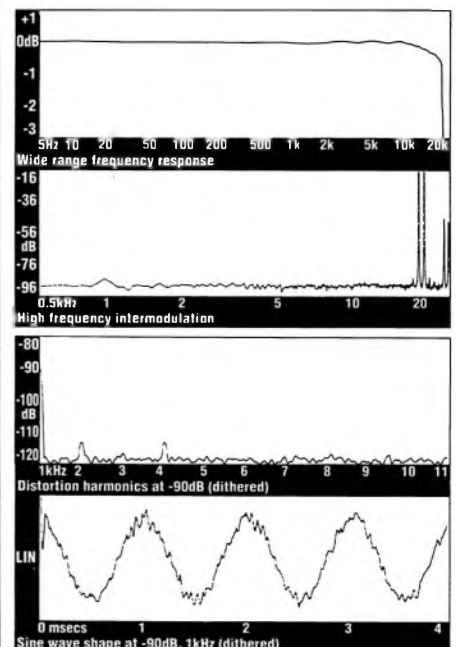 +1
0dB
-1
-2
-3
5Hz 10 20 50 100 200 500 1k 2k 5k 10k 20k
Wide range frequency response
-16
-36
-56
dB
-76
-96
0.5kHz 1 2 5 10 20
High frequency intermodulation
-80
-90
-100
dB
-110
-120
1kHz 2 3 4 5 6 7 8 9 10 11
Distortion harmonics at -90dB (dithered)
LIN
0 msecs 1 2 3 4
Sine wave shape at -90dB, 1kHz (dithered)